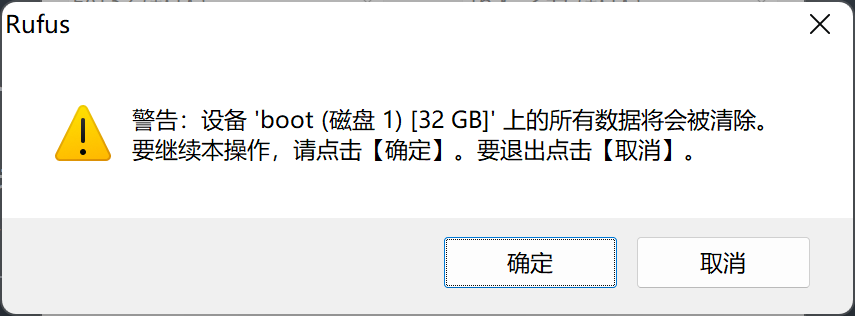 Rufus
警告：设备 'boot (磁盘 1) [32 GB]' 上的所有数据将会被清除。
要继续本操作，请点击【确定】。要退出点击【取消】。
确定
取消